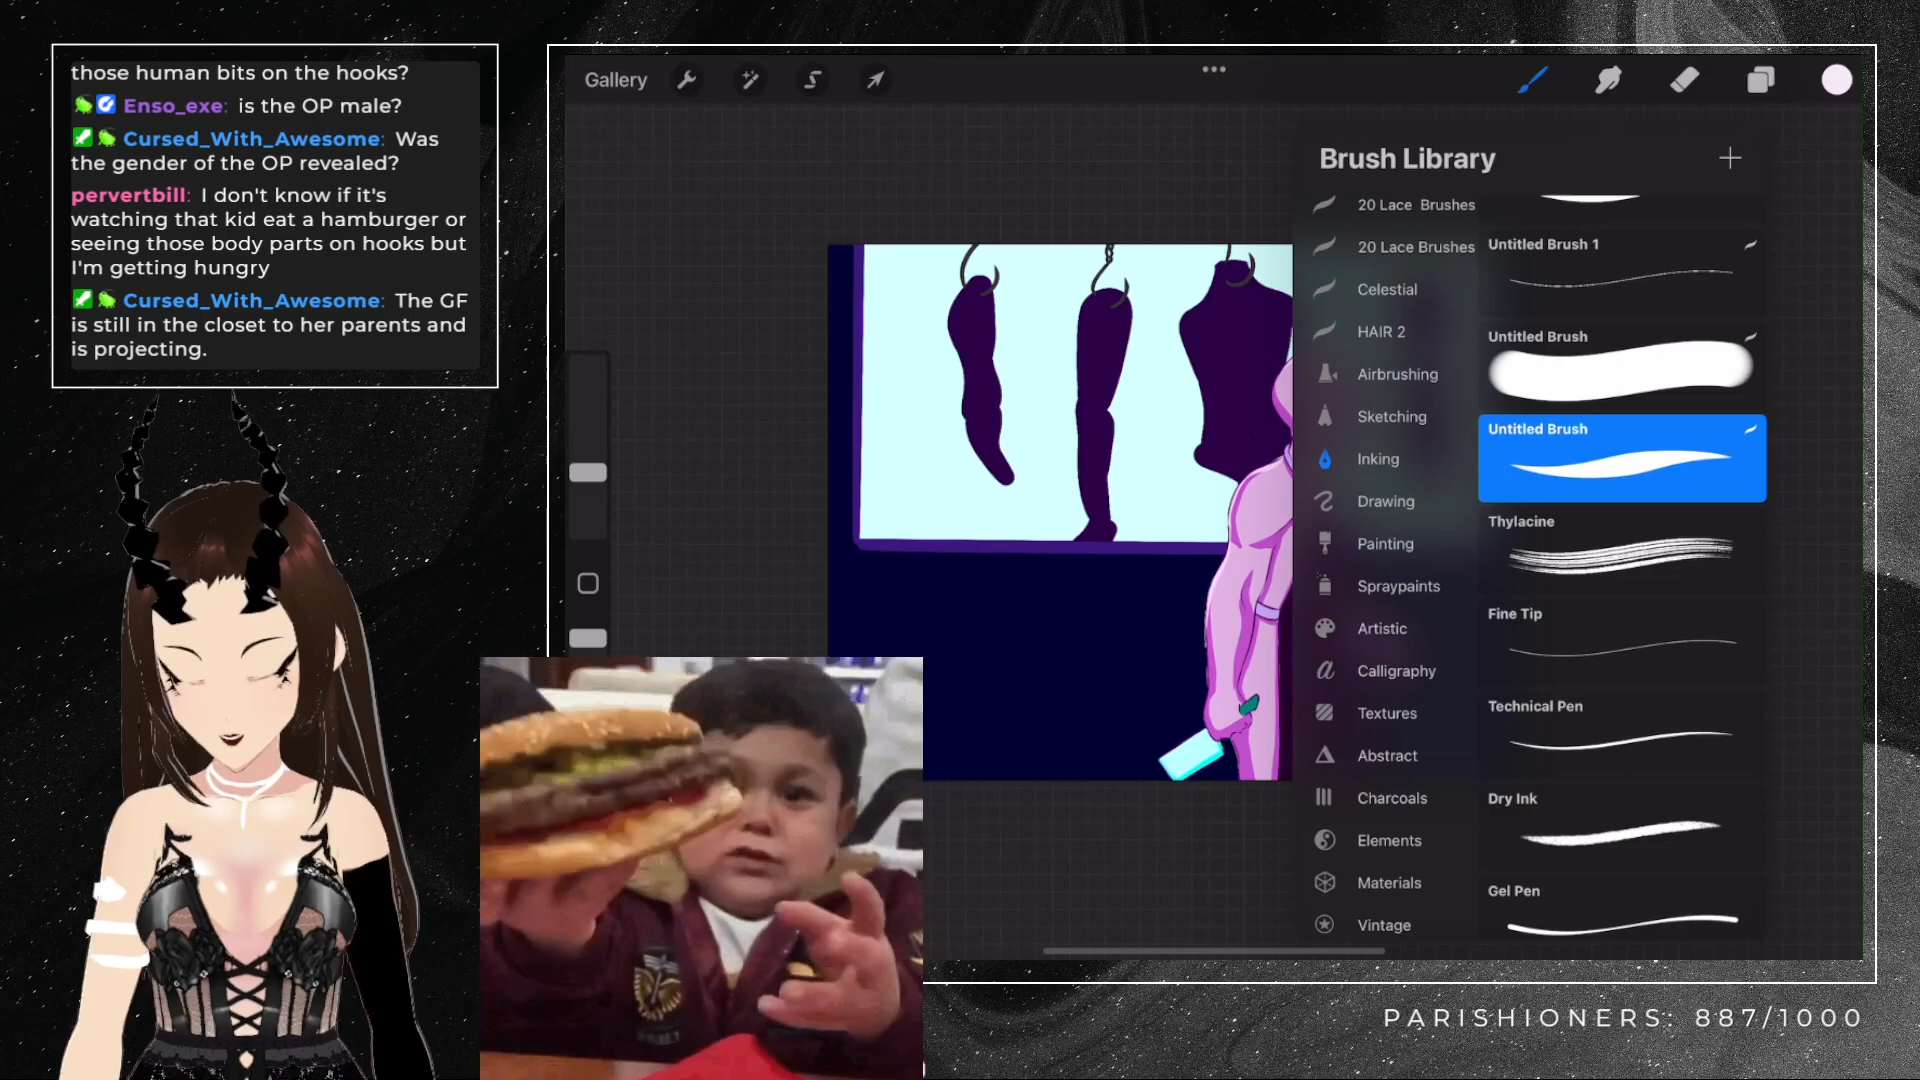 those human bits on the hooks?
Enso_exe: is the OP male?
Cursed_With_Awesome: Was
the gender of the OP revealed?
pervertbill: I don't know if it's
watching that kid eat a hamburger or
seeing those body parts on hooks but
I'm getting hungry
Cursed_With_Awesome: The GF
is still in the closet to her parents and
is projecting.
Gallery
Brush Library
20 Lace Brushes
20 Lace Brushes
Celestial
HAIR 2
Airbrushing
Sketching
Inking
Drawing
Painting
Spraypaints
Artistic
Calligraphy
Textures
Abstract
Charcoals
Elements
Materials
Vintage
Untitled Brush 1
Untitled Brush
Untitled Brush
Thylacine
Fine Tip
Technical Pen
Dry Ink
Gel Pen
PARISHIONERS: 887/1000